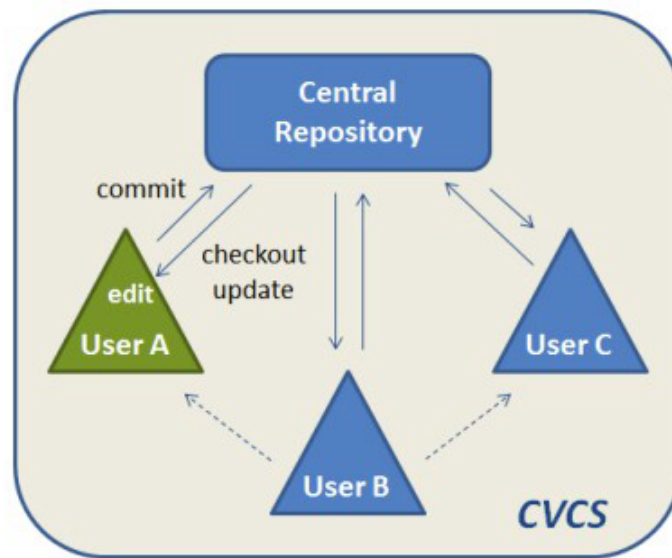 Central
Repository
commit
checkout
update
edit
User A
User C
User B
CVCS